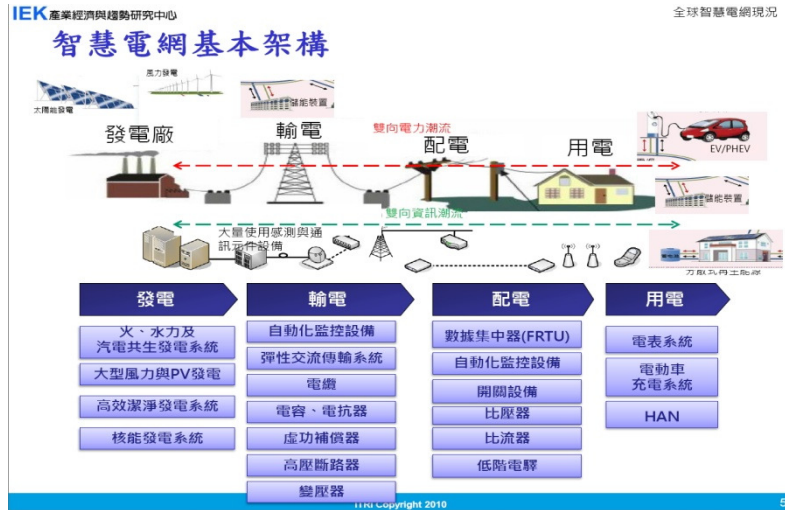 IEK 產業經濟與趨勢研究中心
全球智慧電網現況
智慧電網基本架構
風力發電
太陽能發電
儲能裝置
發電廠
輸電
雙向電力潮流
配電
用電
EV/PHEV
儲能裝置
雙向資訊潮流
大量使用感測與通
訊元件設備
分散式再生能源
發電
火、水力及
汽電共生發電系統
大型風力與PV發電
高效潔淨發電系統
核能發電系統
輸電
自動化監控設備
彈性交流傳輸系統
電纜
電容、電抗器
虛功補償器
高壓斷路器
變壓器
配電
數據集中器(FRTU)
自動化監控設備
開關設備
比壓器
比流器
低階電驛
用電
電表系統
電動車
充電系統
HAN
ITRI Copyright 2010
5